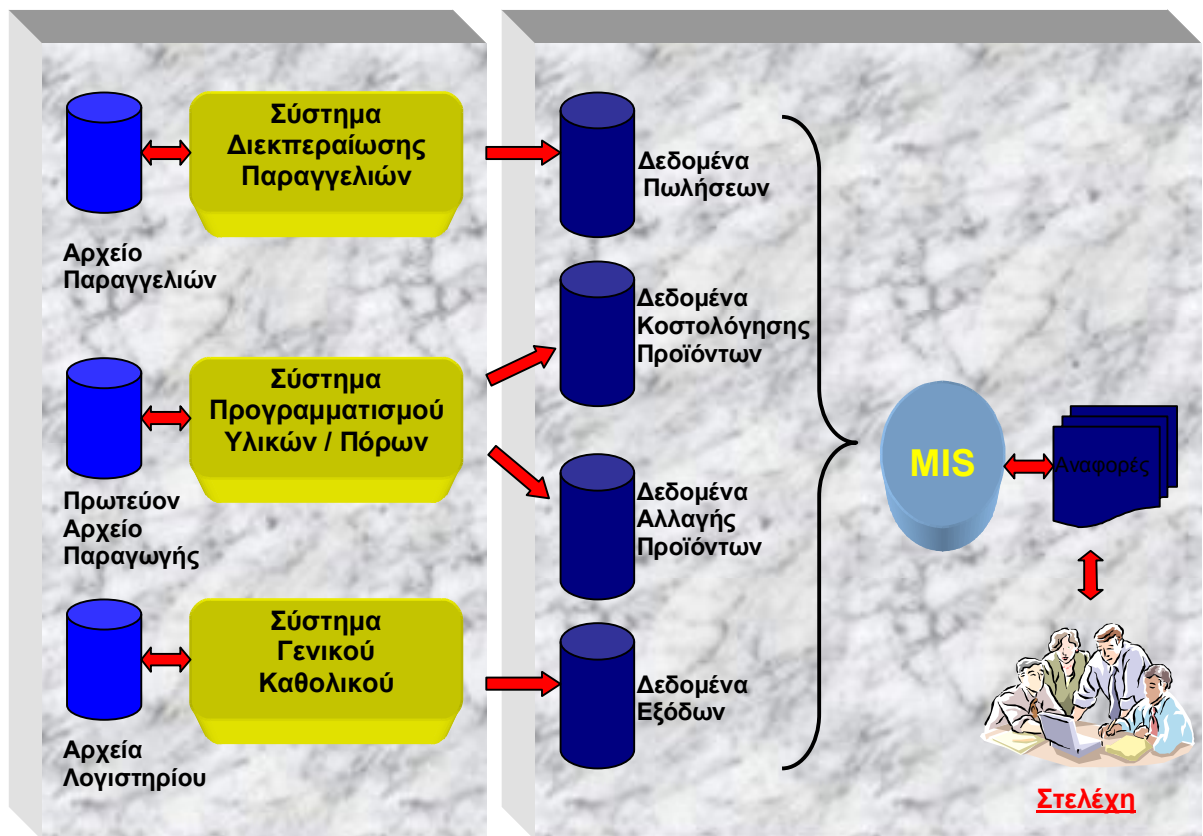 Σύστημα
Διεκπεραίωσης
Παραγγελιών
Αρχείο
Παραγγελιών
Σύστημα
Προγραμματισμού
Υλικών / Πόρων
Πρωτεύον
Αρχείο
Παραγωγής
Σύστημα
Γενικού
Καθολικού
Αρχεία
Λογιστηρίου
Δεδομένα
Πωλήσεων
Δεδομένα
Κοστολόγησης
Προϊόντων
Δεδομένα
Αλλαγής
Προϊόντων
Δεδομένα
Εξόδων
MIS
Αναφορές
Στελέχη